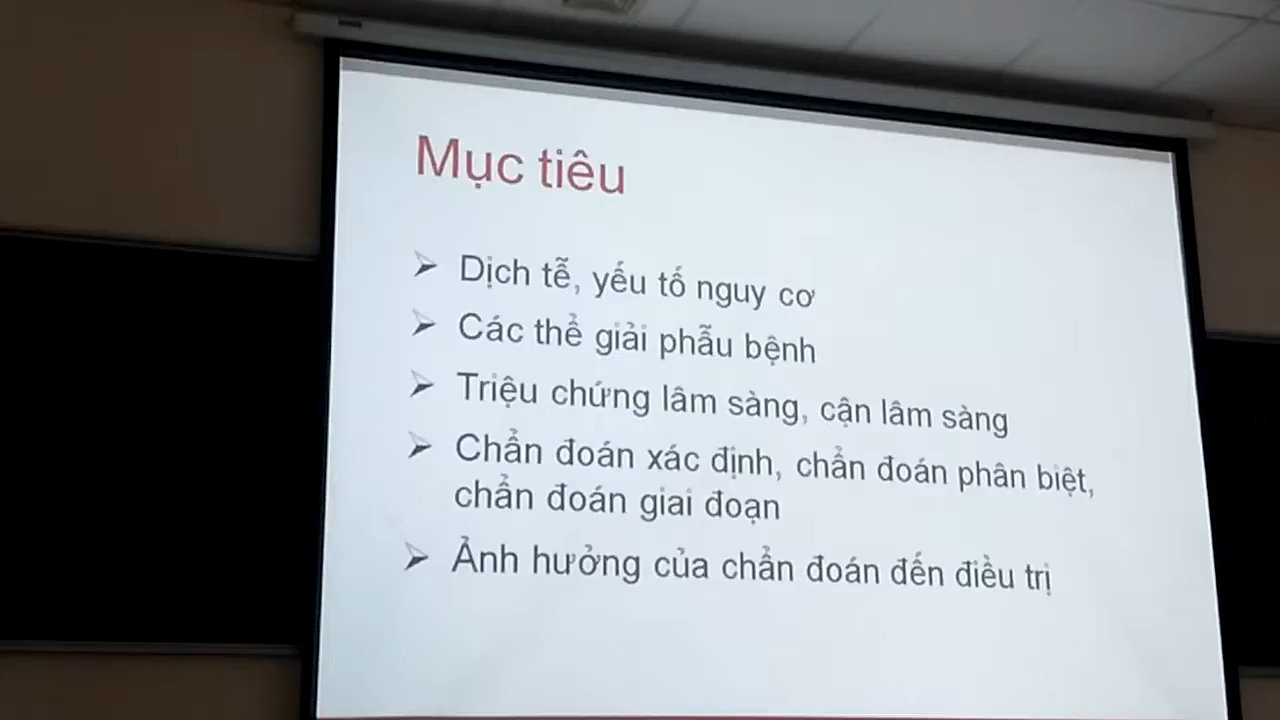 Mục tiêu
➢ Dịch tễ, yếu tố nguy cơ
➢ Các thể giải phẫu bệnh
➢ Triệu chứng lâm sàng, cận lâm sàng
➢ Chẩn đoán xác định, chẩn đoán phân biệt,
chẩn đoán giai đoạn
➢ Ảnh hưởng của chẩn đoán đến điều trị